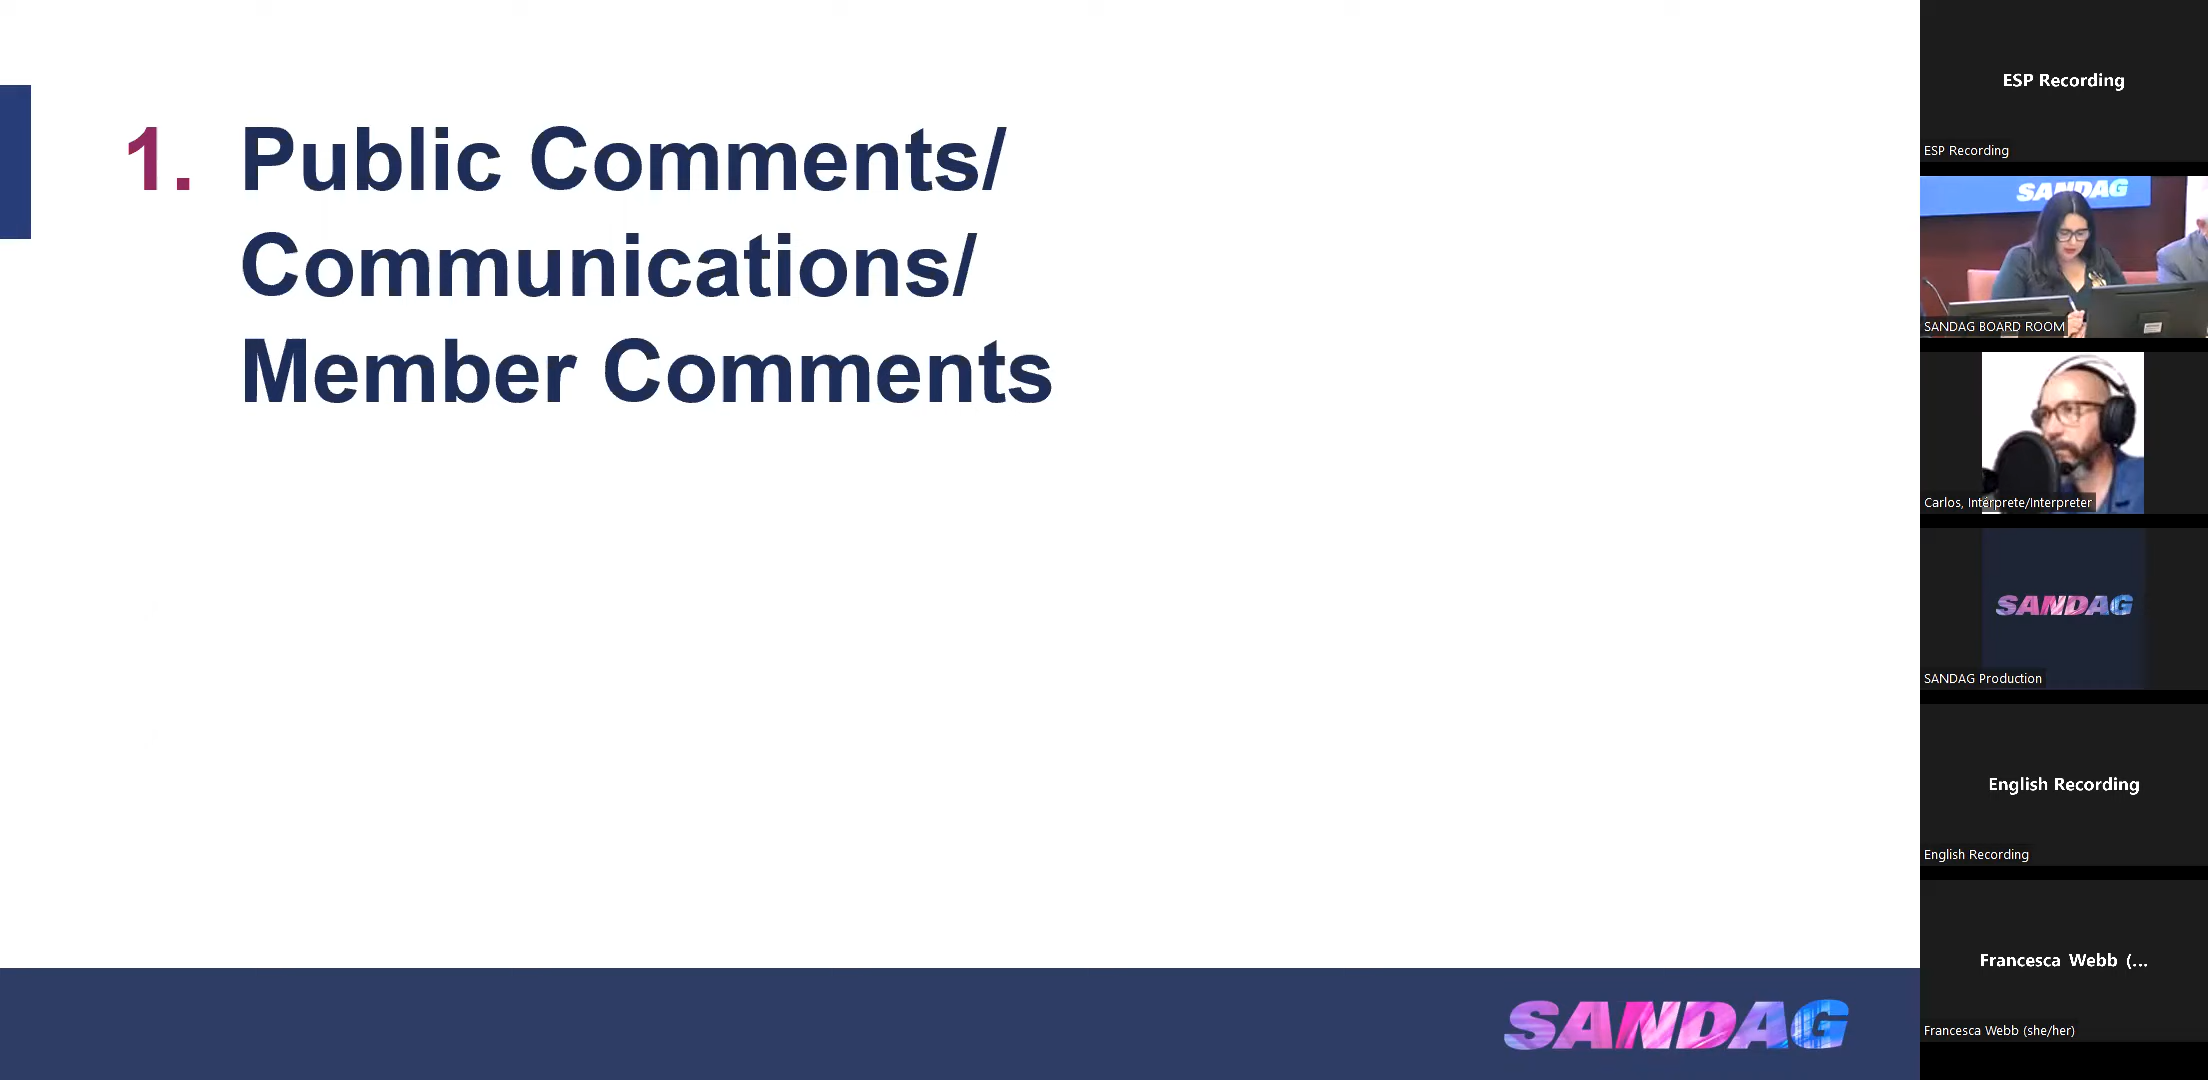 1. Public Comments/
Communications/
Member Comments
SANDAG
ESP Recording
ESP Recording
SANDAG
SANDAG BOARD ROOM
Carlos, Intérprete/Interpreter
SANDAG
SANDAG Production
English Recording
English Recording
Francesca Webb (...
Francesca Webb (she/her)